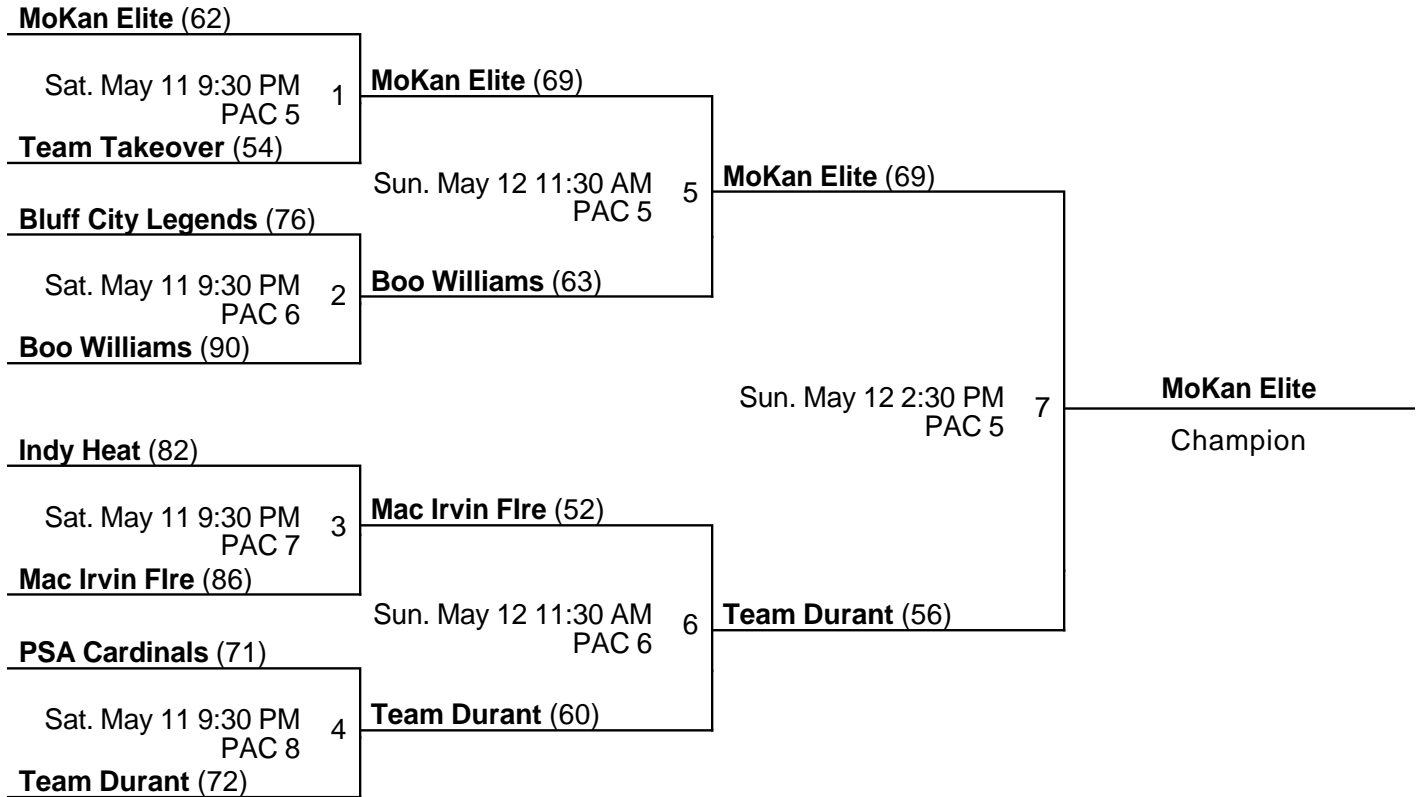 MoKan Elite (62)
Sat. May 11 9:30 PM
PAC 5
1
Team Takeover (54)
MoKan Elite (69)
Bluff City Legends (76)
Sat. May 11 9:30 PM
PAC 6
2
Boo Williams (90)
Sun. May 12 11:30 AM
PAC 5
5
Boo Williams (63)
MoKan Elite (69)
Indy Heat (82)
Sat. May 11 9:30 PM
PAC 7
3
Mac Irvin FIre (86)
Mac Irvin FIre (52)
PSA Cardinals (71)
Sat. May 11 9:30 PM
PAC 8
4
Team Durant (72)
Sun. May 12 11:30 AM
PAC 6
6
Team Durant (60)
Team Durant (56)
Sun. May 12 2:30 PM
PAC 5
7
MoKan Elite
Champion